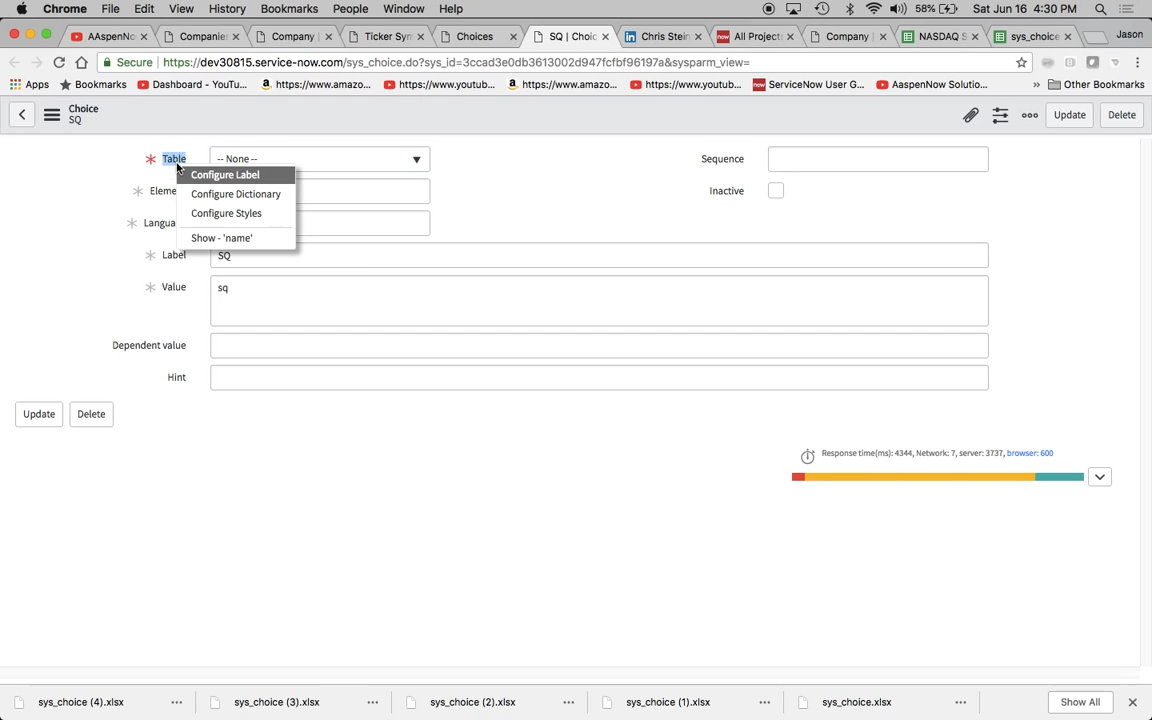 Chrome File Edit View History Bookmarks People Window Help 58% Sat Jun 16 4:30 PM
AAspenNo Companies Company | Ticker Sym Choices SQ | Choic Chris Stein All Project Company | NASDAQ S sys_choice Jason
Secure https://dev30815.service-now.com/sys_choice.do?sys_id=3ccad3e0db3613002d947fcfbf96197a&sysparm_view=
Apps Bookmarks Dashboard - YouTu... https://www.amazo... https://www.youtub... https://www.amazo... https://www.youtub... ServiceNow User G... AaspenNow Solutio... » Other Bookmarks
Choice
SQ
Update Delete
Table -- None -- Sequence
Configure Label
Eleme Configure Dictionary Inactive
Configure Styles
Langua
Show - 'name'
Label SQ
Value sq
Dependent value
Hint
Update Delete
Response time(ms): 4344, Network: 7, server: 3737, browser: 600
sys_choice (4).xlsx sys_choice (3).xlsx sys_choice (2).xlsx sys_choice (1).xlsx sys_choice.xlsx Show All